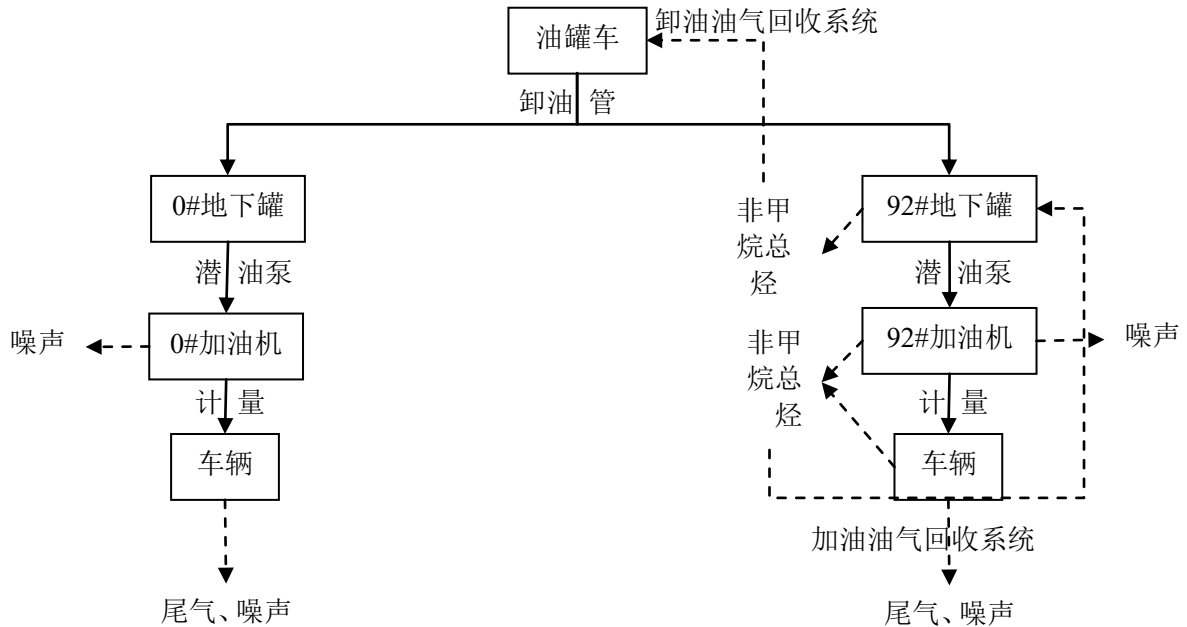 卸油油气回收系统
油罐车
卸油 管
0#地下罐
92#地下罐
非甲
烷总
烃
潜 油泵
潜 油泵
噪声
0#加油机
92#加油机
噪声
非甲
烷总
烃
计 量
计 量
车辆
车辆
加油油气回收系统
尾气、噪声
尾气、噪声